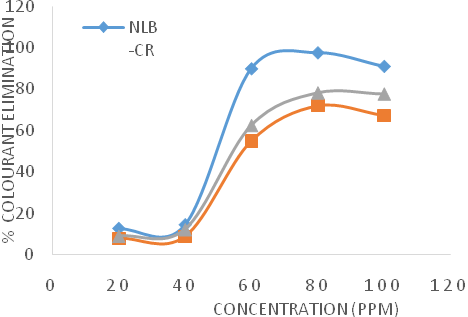 120
100
80
60
40
20
0
% COLOURANT ELIMINATION
NLB
-CR
0 20 40 60 80 100 120
CONCENTRATION (PPM)